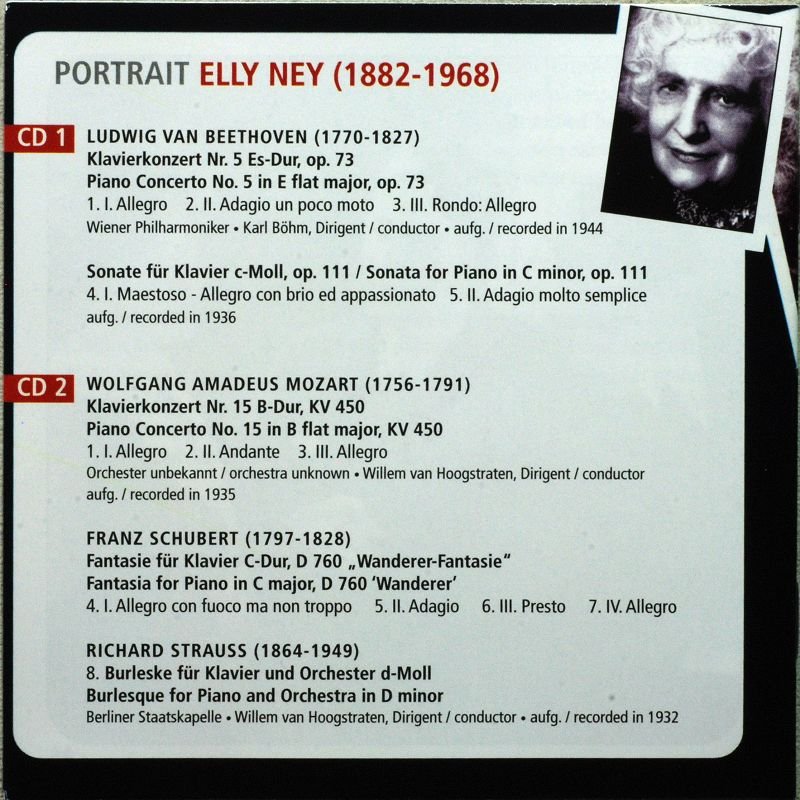 PORTRAIT ELLY NEY (1882-1968)
CD 1 LUDWIG VAN BEETHOVEN (1770-1827)
Klavierkonzert Nr. 5 Es-Dur, op. 73
Piano Concerto No. 5 in E flat major, op. 73
1. I. Allegro 2. II. Adagio un poco moto 3. III. Rondo: Allegro
Wiener Philharmoniker • Karl Böhm, Dirigent / conductor • aufg. / recorded in 1944
Sonate für Klavier c-Moll, op. 111 / Sonata for Piano in C minor, op. 111
4. I. Maestoso - Allegro con brio ed appassionato 5. II. Adagio molto semplice
aufg. / recorded in 1936
CD 2 WOLFGANG AMADEUS MOZART (1756-1791)
Klavierkonzert Nr. 15 B-Dur, KV 450
Piano Concerto No. 15 in B flat major, KV 450
1. I. Allegro 2. II. Andante 3. III. Allegro
Orchester unbekannt / orchestra unknown • Willem van Hoogstraten, Dirigent / conductor
aufg. / recorded in 1935
FRANZ SCHUBERT (1797-1828)
Fantasie für Klavier C-Dur, D 760 „Wanderer-Fantasie“
Fantasia for Piano in C major, D 760 ‘Wanderer’
4. I. Allegro con fuoco ma non troppo 5. II. Adagio 6. III. Presto 7. IV. Allegro
RICHARD STRAUSS (1864-1949)
8. Burleske für Klavier und Orchester d-Moll
Burlesque for Piano and Orchestra in D minor
Berliner Staatskapelle • Willem van Hoogstraten, Dirigent / conductor • aufg. / recorded in 1932